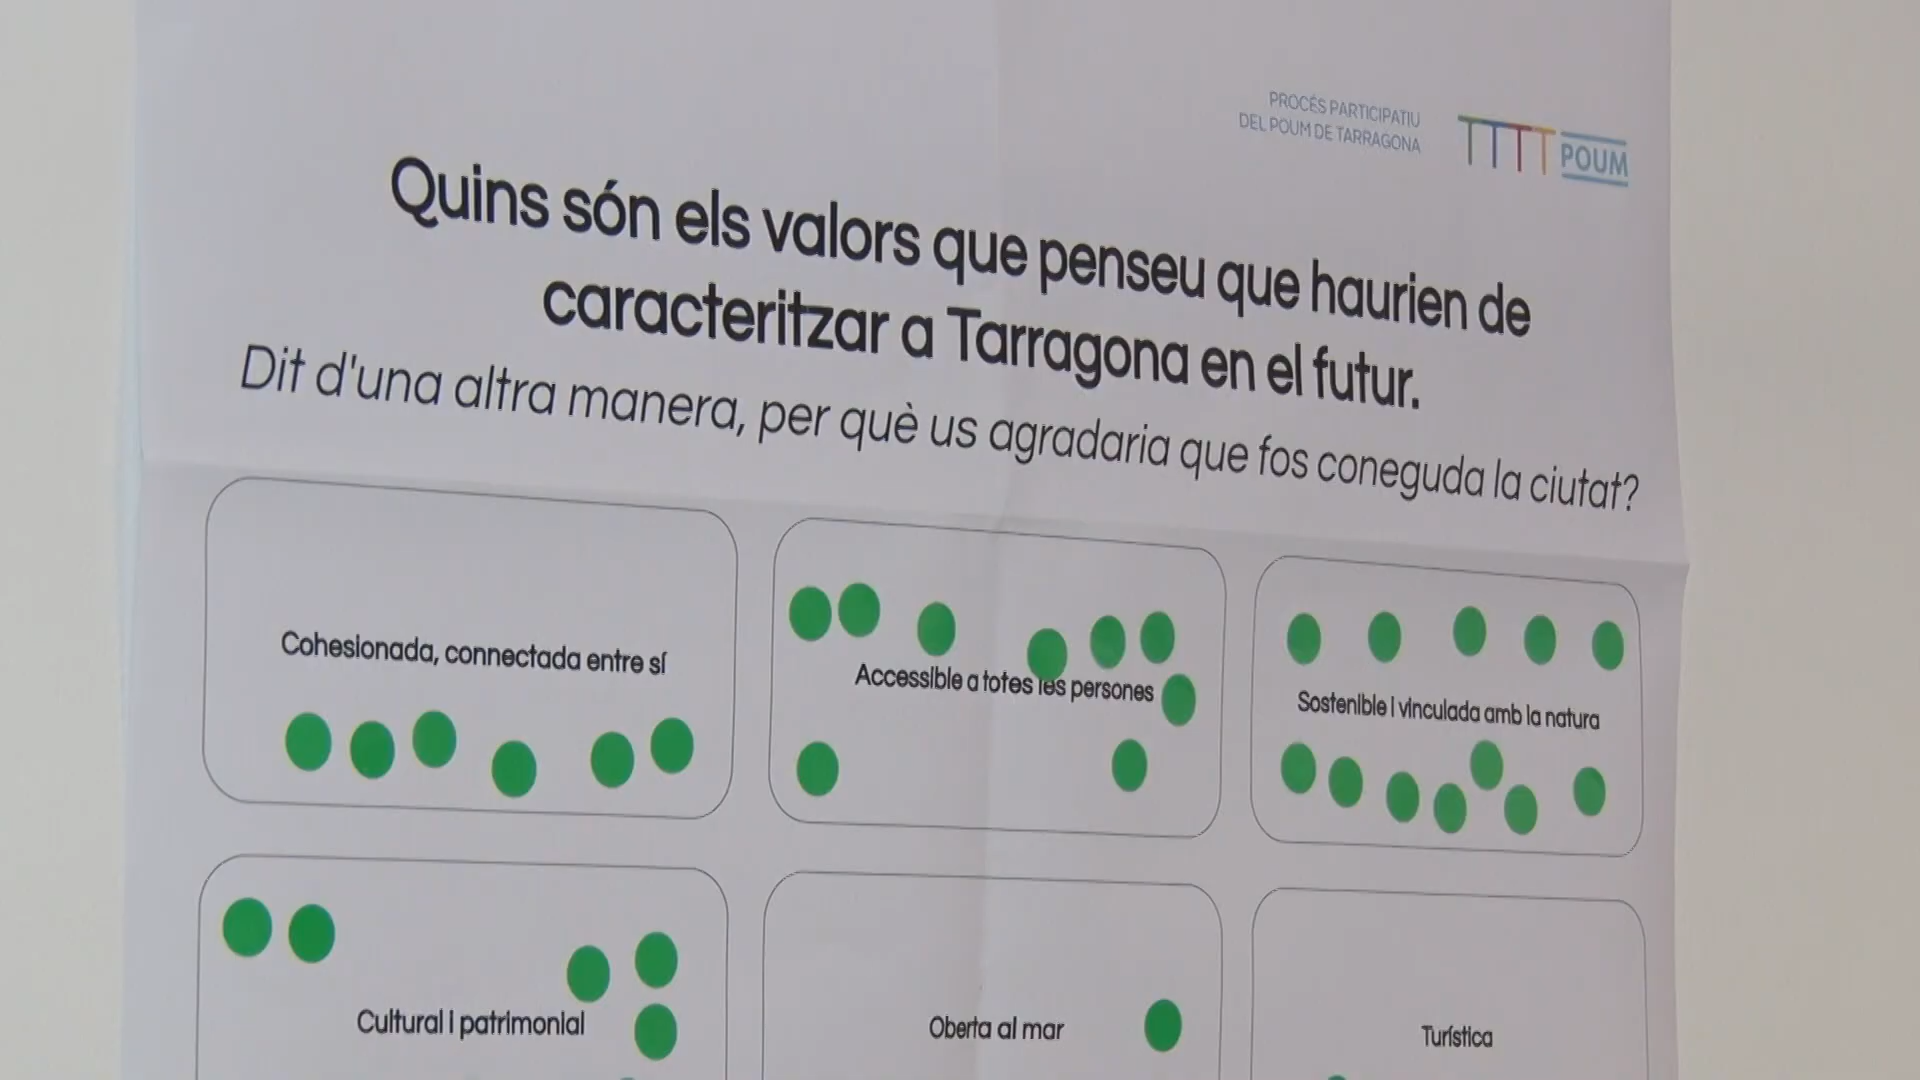 PROCÉS PARTICIPATIU
DEL POUM DE TARRAGONA
TTTT POUM
Quins són els valors que penseu que haurien de
caracteritzar a Tarragona en el futur.
Dit d'una altra manera, per què us agradaria que fos coneguda la ciutat?
Cohesionada, connectada entre sí
Accessible a totes les persones
Sostenible i vinculada amb la natura
Cultural i patrimonial
Oberta al mar
Turística